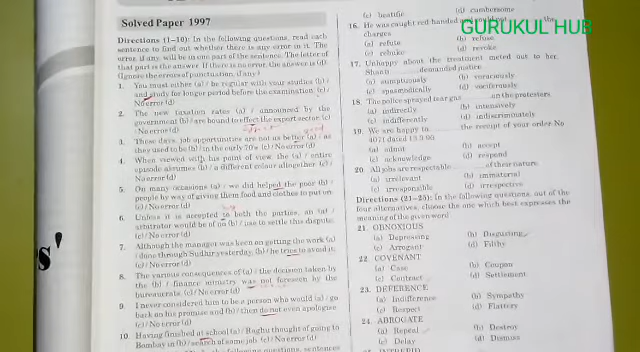 GURUKUL HUB
Solved Paper 1997
Directions (1–10): In the following questions, read each
sentence to find out whether there is any error in it. The
error, if any, will be in one part of the sentence. The letter of
that part is the answer. If there is no error, the answer is (d).
(Ignore the errors of punctuation, if any)
1. You must either (a) / be regular with your studies (b) /
and study for longer period before the examination. (c) /
No error (d)
2. The new taxation rates (a) / announced by the
government (b) / are bound to effect the export sector. (c)
/ No error (d)
3. These days, job opportunities are not us better (a) / as
they used to be (b) / in the early 70's. (c) / No error (d)
4. When viewed with his point of view, the (a) / entire
episode assumes (b) / a different colour altogether. (c) /
No error (d)
5. On many occasions (a) / we did helped the poor (b) /
people by way of giving them food and clothes to put on.
(c) / No error (d)
6. Unless it is accepted to both the parties, an (a) /
arbitrator would be of no (b) / use to settle this dispute.
(c) / No error (d)
7. Although the manager was keen on getting the work (a)
/ done through Sudhir yesterday, (b) / he tries to avoid it.
(c) / No error (d)
8. The various consequences of (a) / the decision taken by
the (b) / finance ministry was not foreseen by the
bureaucrats. (c) / No error (d)
9. I never considered him to be a person who would (a) / go
back on his promise and (b) / then do not even apologise.
(c) / No error (d)
10. Having finished at school (a) / Raghu thought of going to
Bombay in (b) / search of some job. (c) / No error (d)
following questions, sentences
(c) beatific
(d) cumbersome
16. He was caught red handed and could not the
charges
(a) refute
(b) refuse
(c) rebuke
(d) revoke
17. Unhappy about the treatment meted out to her,
Shanti demanded justice.
(a) sumptuously
(b) voraciously
(c) spasmodically
(d) vociferously
18. The police sprayed tear gas on the protesters
(a) indirectly
(b) intensively
(c) indifferently
(d) indiscriminately
19. We are happy to the receipt of your order No
4071 dated
(a) admit
(b) accept
(c) acknowledge
(d) respond
20. All jobs are respectable of their nature.
(a) irrelevant
(b) immaterial
(c) irresponsible
(d) irrespective
Directions (21–25): In the following questions, out of the
four alternatives, choose the one which best expresses the
meaning of the given word
21. OBNOXIOUS
(a) Depressing
(b) Disgusting
(c) Arrogant
(d) Filthy
22. COVENANT
(a) Case
(b) Coupon
(c) Contract
(d) Settlement
23. DEFERENCE
(a) Indifference
(b) Sympathy
(c) Respect
(d) Flattery
24. ABROGATE
(a) Repeal
(b) Destroy
(c) Delay
(d) Dismiss